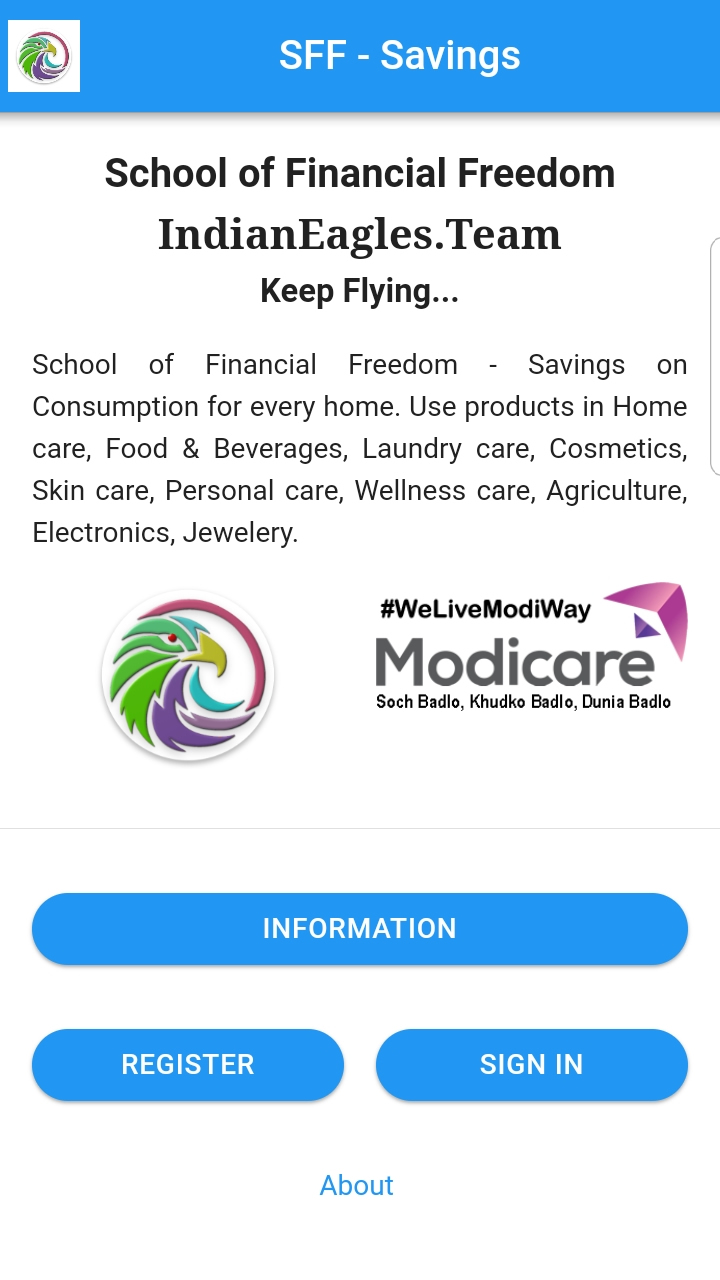 SFF - Savings
School of Financial Freedom
IndianEagles.Team
Keep Flying...
School of Financial Freedom - Savings on
Consumption for every home. Use products in Home
care, Food & Beverages, Laundry care, Cosmetics,
Skin care, Personal care, Wellness care, Agriculture,
Electronics, Jewelery.
#WeLiveModiWay
Modicare
Soch Badlo, Khudko Badlo, Dunia Badlo
INFORMATION
REGISTER
SIGN IN
About